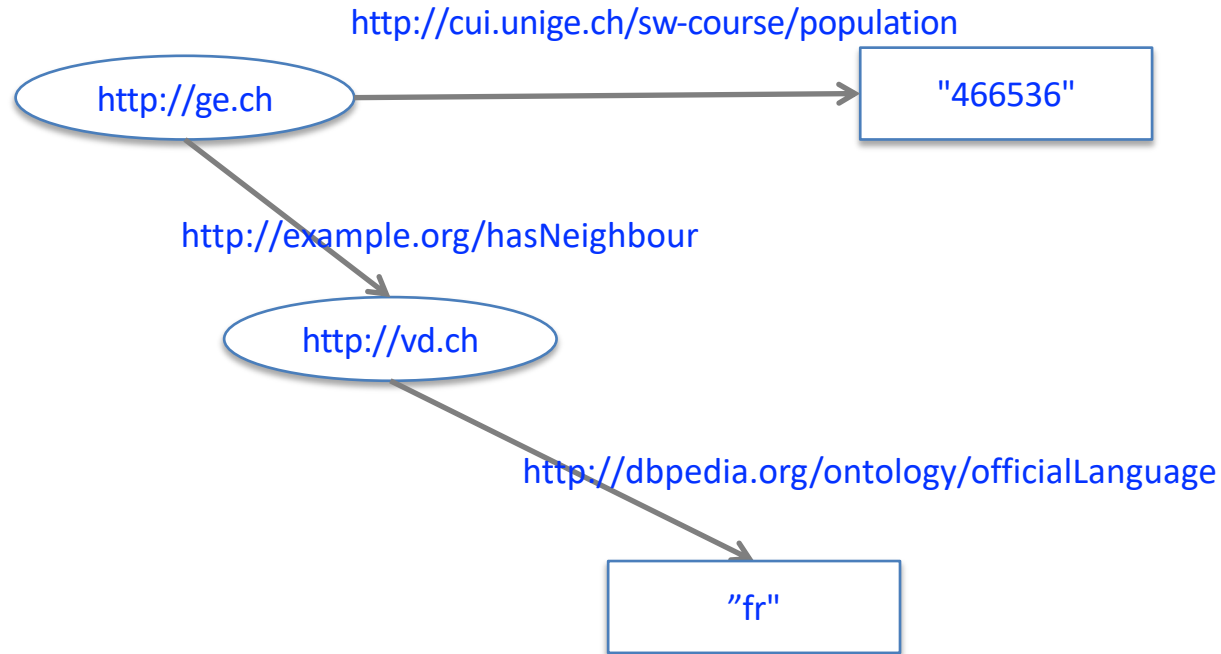 http://cui.unige.ch/sw-course/population
http://ge.ch
"466536"
http://example.org/hasNeighbour
http://vd.ch
http://dbpedia.org/ontology/officialLanguage
”fr"